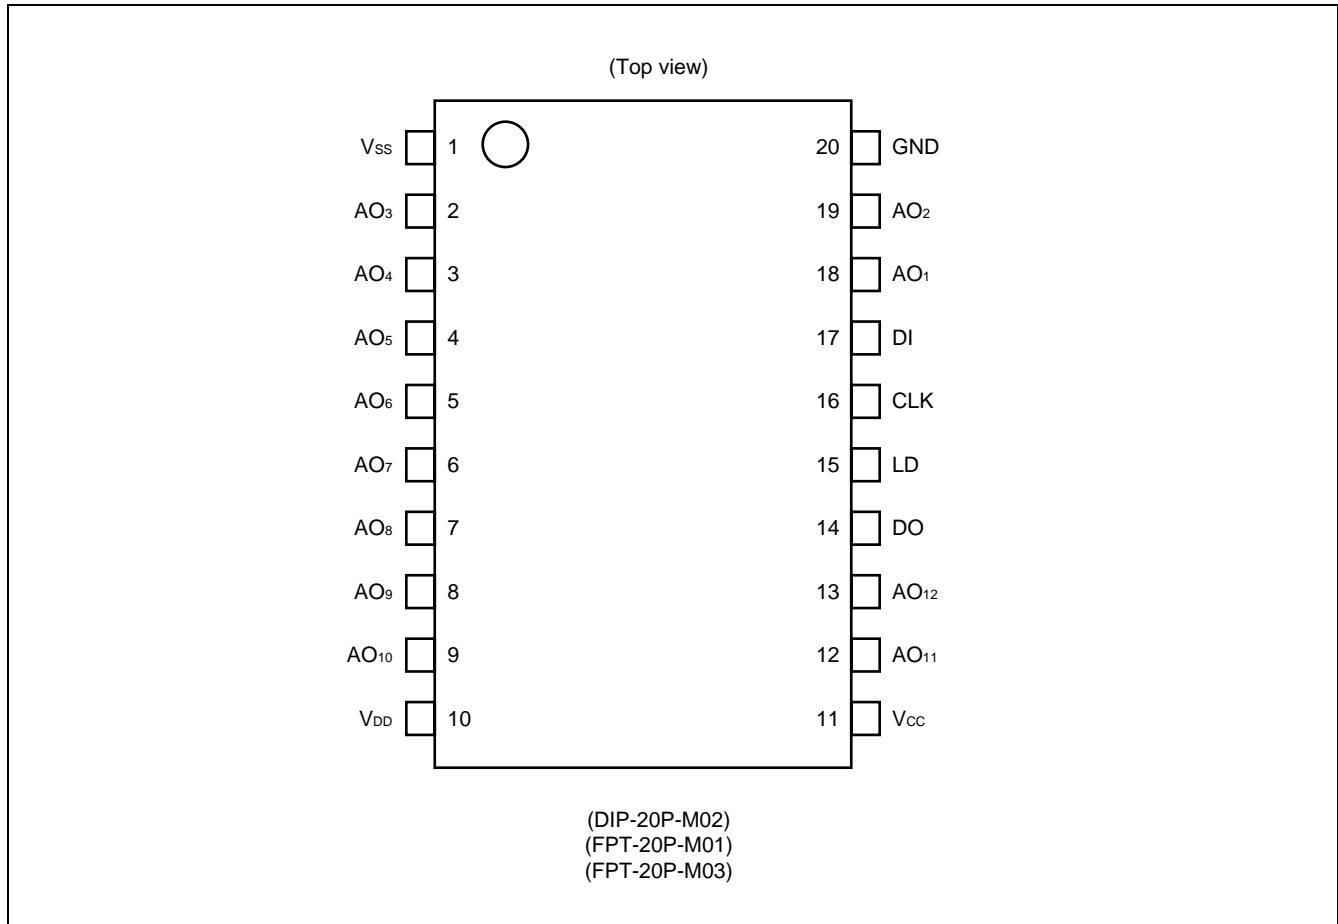 (Top view)
VSS 1 20 GND
AO3 2 19 AO2
AO4 3 18 AO1
AO5 4 17 DI
AO6 5 16 CLK
AO7 6 15 LD
AO8 7 14 DO
AO9 8 13 AO12
AO10 9 12 AO11
VDD 10 11 VCC
(DIP-20P-M02)
(FPT-20P-M01)
(FPT-20P-M03)